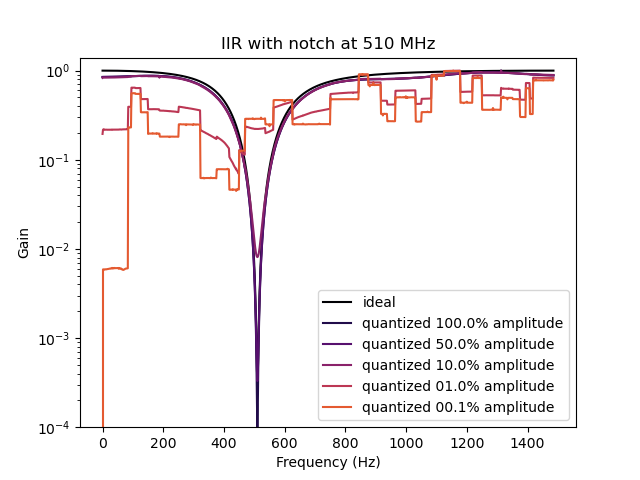 IIR with notch at 510 MHz
10^0
10^-1
10^-2
10^-3
10^-4
Gain
ideal
quantized 100.0% amplitude
quantized 50.0% amplitude
quantized 10.0% amplitude
quantized 01.0% amplitude
quantized 00.1% amplitude
0 200 400 600 800 1000 1200 1400
Frequency (Hz)